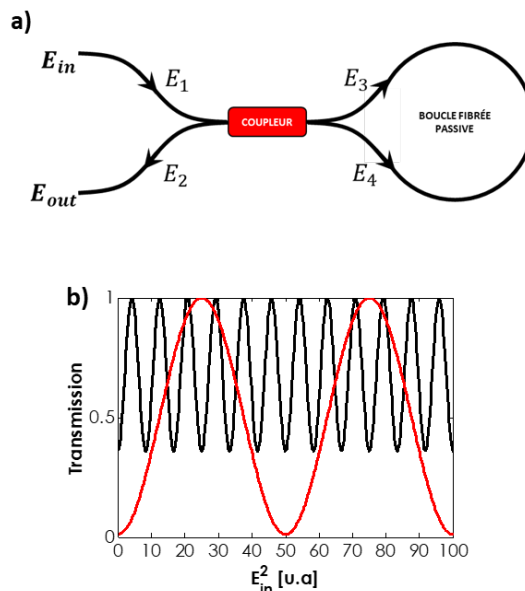 a)
E_in
E_1
E_3
COUPLEUR
BOUCLE FIBRÉE
PASSIVE
E_2
E_4
E_out
b)
Transmission
1
0.5
0
0 10 20 30 40 50 60 70 80 90 100
E_in^2 [u.a]